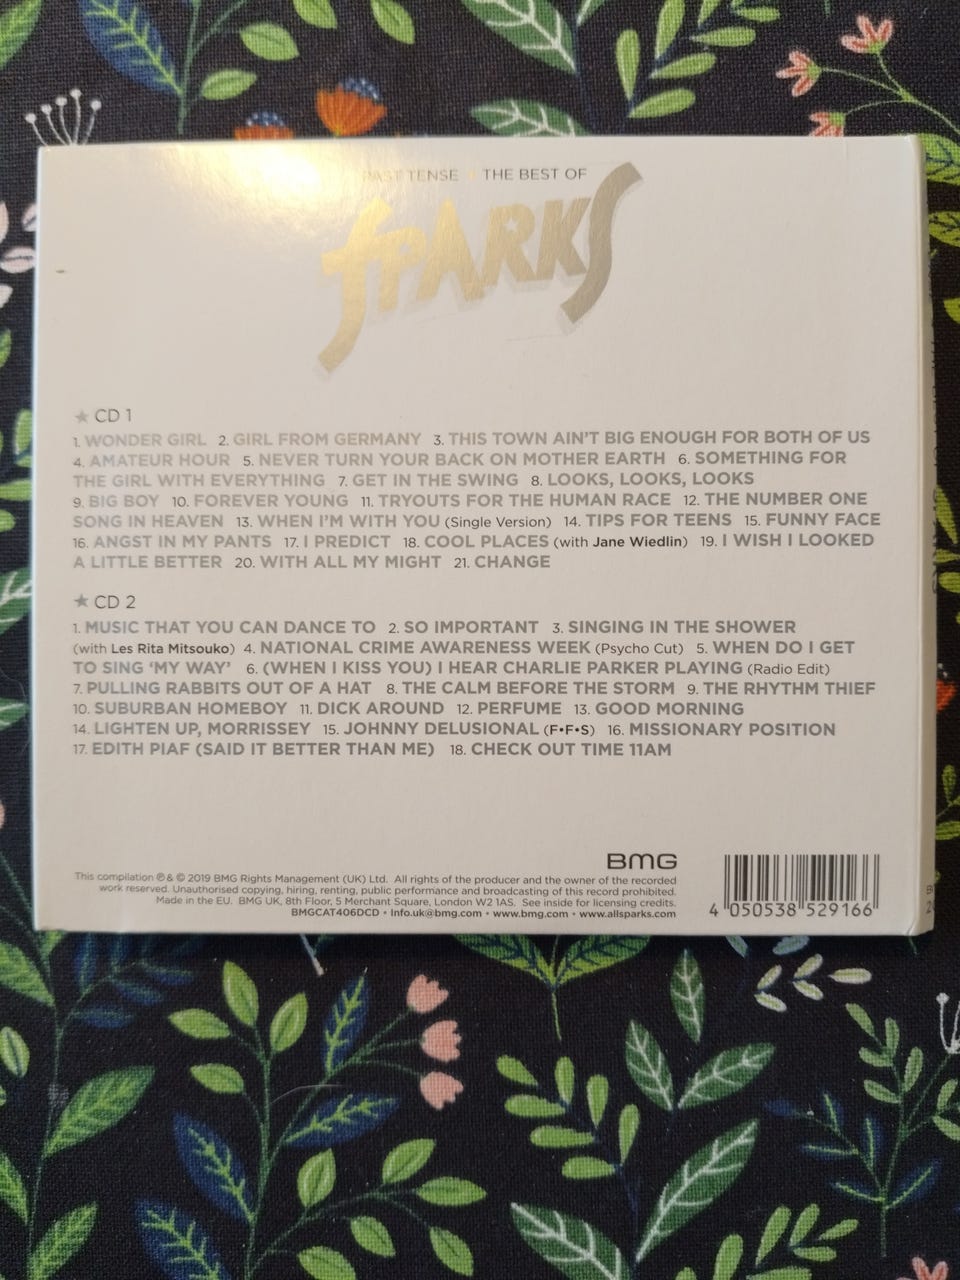 PAST TENSE THE BEST OF
SPARKS
★ CD 1
1. WONDER GIRL 2. GIRL FROM GERMANY 3. THIS TOWN AIN'T BIG ENOUGH FOR BOTH OF US
4. AMATEUR HOUR 5. NEVER TURN YOUR BACK ON MOTHER EARTH 6. SOMETHING FOR
THE GIRL WITH EVERYTHING 7. GET IN THE SWING 8. LOOKS, LOOKS, LOOKS
9. BIG BOY 10. FOREVER YOUNG 11. TRYOUTS FOR THE HUMAN RACE 12. THE NUMBER ONE
SONG IN HEAVEN 13. WHEN I'M WITH YOU (Single Version) 14. TIPS FOR TEENS 15. FUNNY FACE
16. ANGST IN MY PANTS 17. I PREDICT 18. COOL PLACES (with Jane Wiedlin) 19. I WISH I LOOKED
A LITTLE BETTER 20. WITH ALL MY MIGHT 21. CHANGE
★ CD 2
1. MUSIC THAT YOU CAN DANCE TO 2. SO IMPORTANT 3. SINGING IN THE SHOWER
(with Les Rita Mitsouko) 4. NATIONAL CRIME AWARENESS WEEK (Psycho Cut) 5. WHEN DO I GET
TO SING 'MY WAY' 6. (WHEN I KISS YOU) I HEAR CHARLIE PARKER PLAYING (Radio Edit)
7. PULLING RABBITS OUT OF A HAT 8. THE CALM BEFORE THE STORM 9. THE RHYTHM THIEF
10. SUBURBAN HOMEBOY 11. DICK AROUND 12. PERFUME 13. GOOD MORNING
14. LIGHTEN UP, MORRISSEY 15. JOHNNY DELUSIONAL (F•F•S) 16. MISSIONARY POSITION
17. EDITH PIAF (SAID IT BETTER THAN ME) 18. CHECK OUT TIME 11AM
BMG
This compilation ℗ & © 2019 BMG Rights Management (UK) Ltd. All rights of the producer and the owner of the recorded
work reserved. Unauthorised copying, hiring, renting, public performance and broadcasting of this record prohibited.
Made in the EU. BMG UK, 8th Floor, 5 Merchant Square, London W2 1AS. See inside for licensing credits.
BMGCAT406DCD • Info.uk@bmg.com • www.bmg.com • www.allsparks.com
4 050538 529166